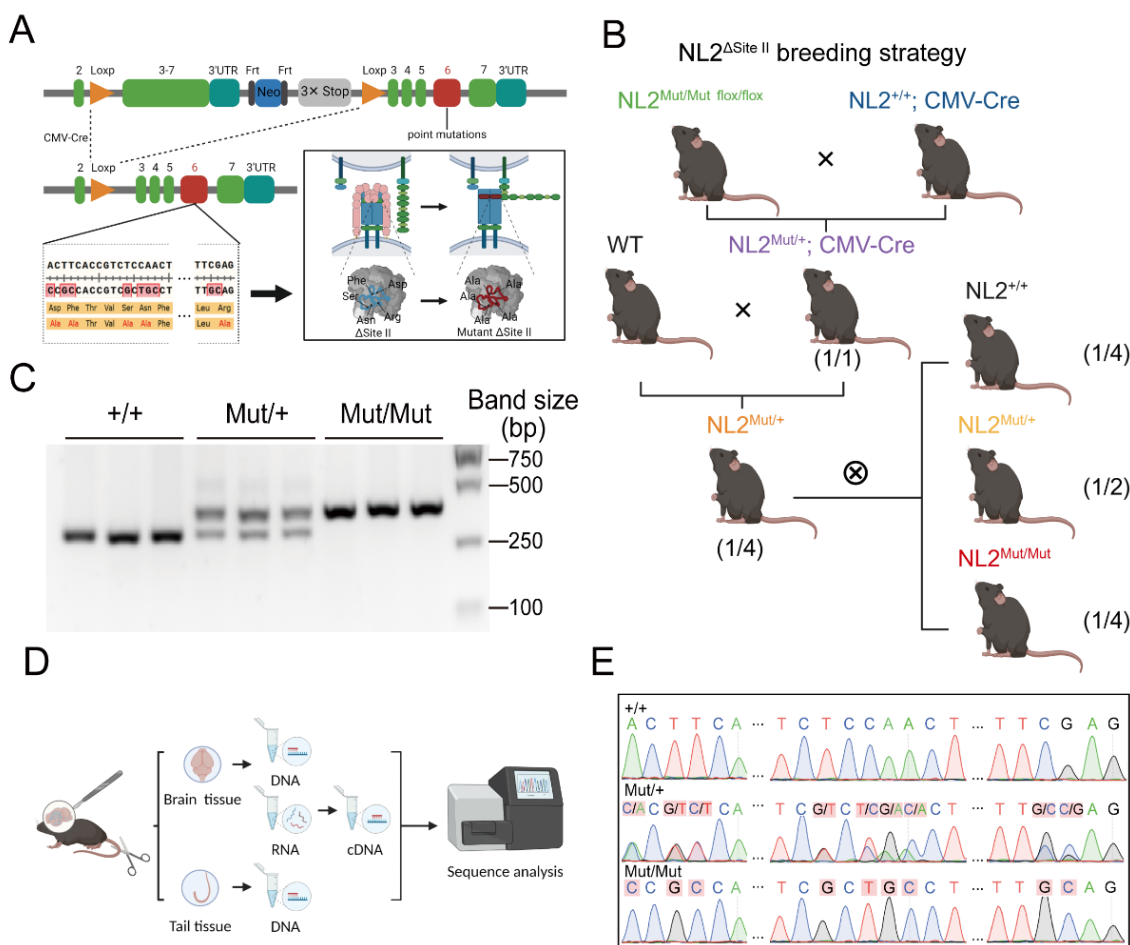 A
2 Loxp 3-7 3'UTR Frt Frt Loxp 3 4 5 6 7 3'UTR
Neo 3× Stop
CMV-Cre
point mutations
2 Loxp 3 4 5 6 7 3'UTR
ACTTCACCGTCTCCAACT ... TTCGAG
CCGCCACCGTCGCTGCCT ... TTGCAG
Asp Phe Thr Val Ser Asn Phe ... Leu Arg
Ala Ala Thr Val Ala Ala Phe ... Leu Ala
Phe Asp
Ser
Asn Arg
ΔSite II
Ala
Ala Ala
Ala Ala
Mutant ΔSite II
B
NL2ΔSite II breeding strategy
NL2Mut/Mut flox/flox
NL2+/+; CMV-Cre
×
WT
NL2Mut/+; CMV-Cre
×
(1/1)
NL2Mut/+
(1/4)
⊗
NL2+/+
(1/4)
NL2Mut/+
(1/2)
NL2Mut/Mut
(1/4)
C
+/+ Mut/+ Mut/Mut Band size
(bp)
750
500
250
100
D
Brain tissue
DNA
RNA
cDNA
Tail tissue
DNA
Sequence analysis
E
+/+
A C T T C A ... T C T C C A A C T ... T T C G A G
Mut/+
C/A C G/T C/T C A ... T C G/T C T/C G/A C/A C T ... T T G/C C/G A G
Mut/Mut
C C G C C A ... T C G C T G C C T ... T T G C A G